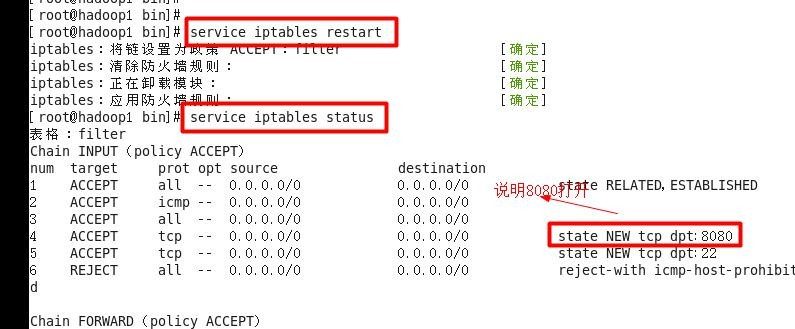 [root@hadoop1 bin]#
[root@hadoop1 bin]#
[root@hadoop1 bin]# service iptables restart
iptables：将链设置为政策 ACCEPT：filter [确定]
iptables：清除防火墙规则： [确定]
iptables：正在卸载模块： [确定]
iptables：应用防火墙规则： [确定]
[root@hadoop1 bin]# service iptables status
表格：filter
Chain INPUT (policy ACCEPT)
num target prot opt source destination
1 ACCEPT all -- 0.0.0.0/0 0.0.0.0/0 state RELATED,ESTABLISHED
说明8080打开
2 ACCEPT icmp -- 0.0.0.0/0 0.0.0.0/0
3 ACCEPT all -- 0.0.0.0/0 0.0.0.0/0
4 ACCEPT tcp -- 0.0.0.0/0 0.0.0.0/0 state NEW tcp dpt:8080
5 ACCEPT tcp -- 0.0.0.0/0 0.0.0.0/0 state NEW tcp dpt:22
6 REJECT all -- 0.0.0.0/0 0.0.0.0/0 reject-with icmp-host-prohibit
d
Chain FORWARD (policy ACCEPT)